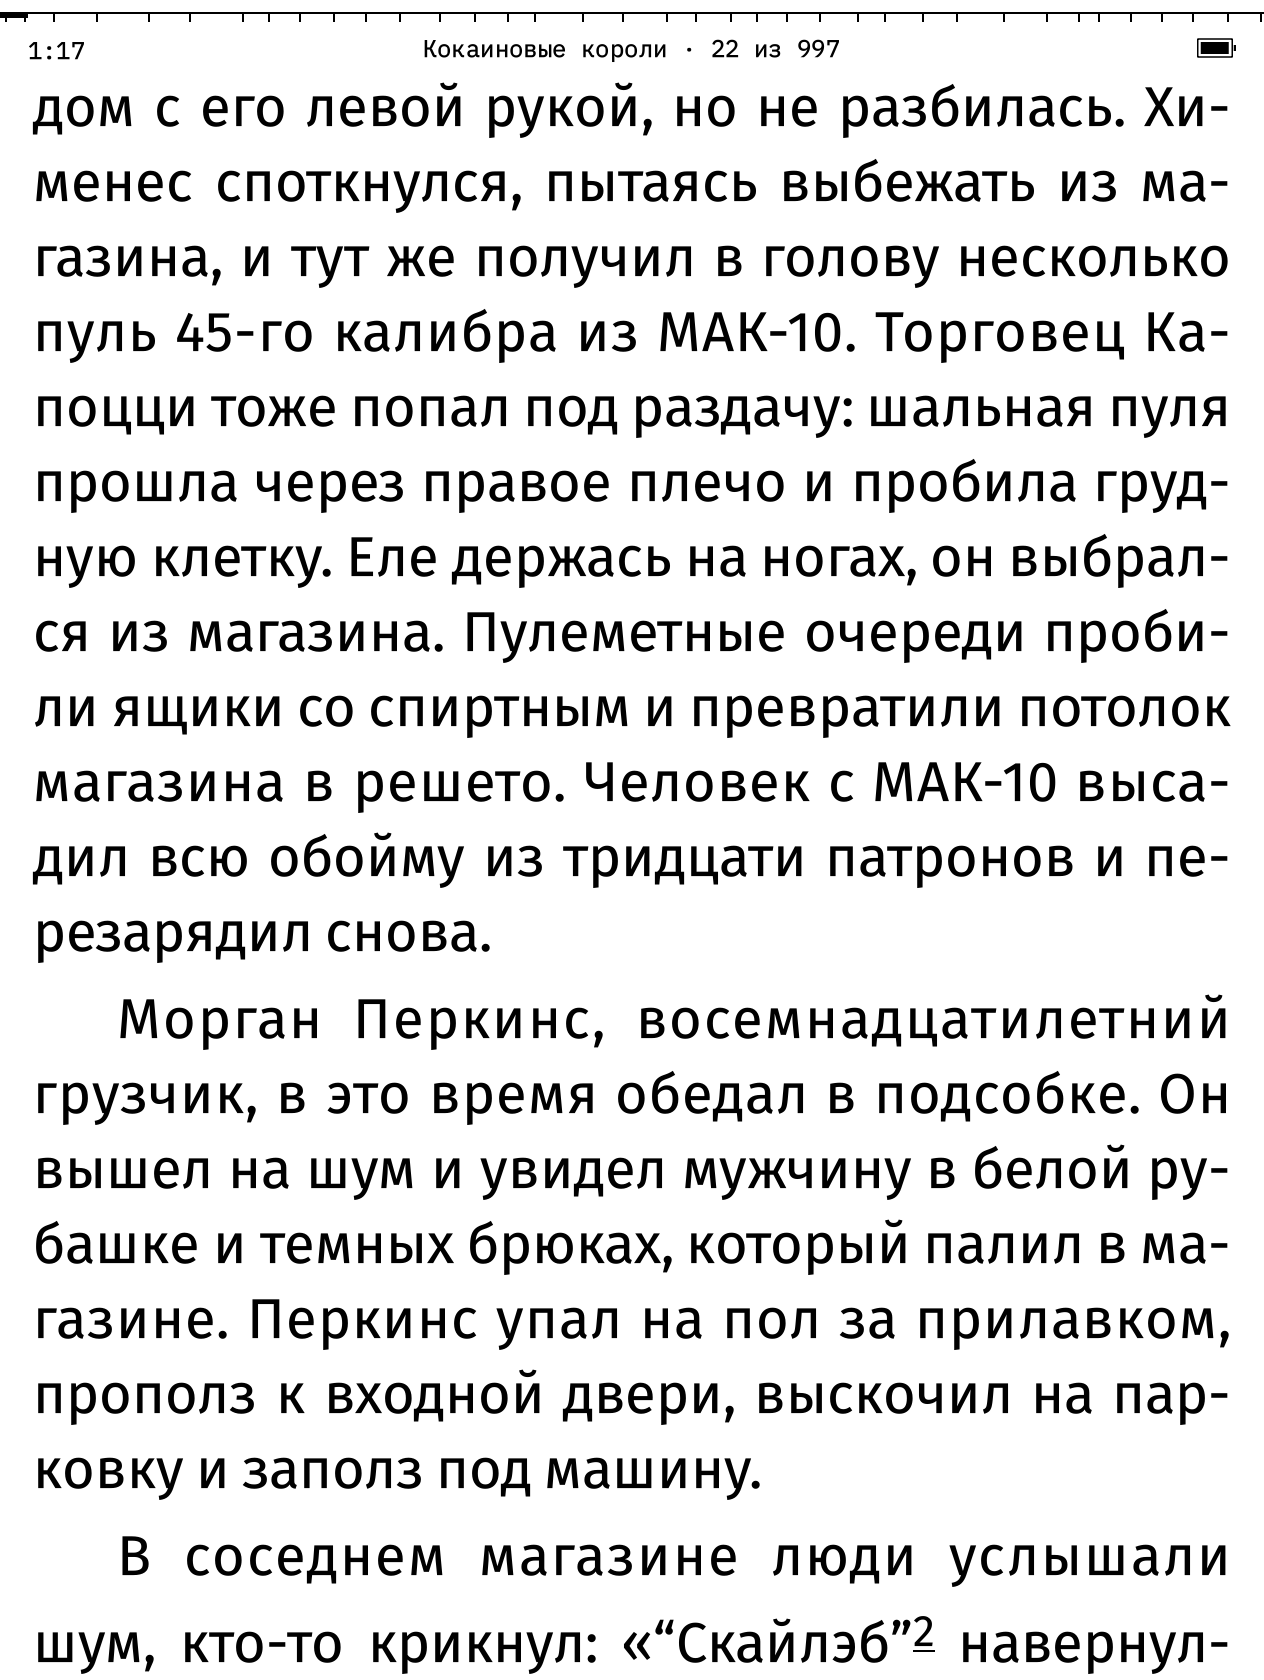 1:17 Кокаиновые короли · 22 из 997
дом с его левой рукой, но не разбилась. Хи-
менес споткнулся, пытаясь выбежать из ма-
газина, и тут же получил в голову несколько
пуль 45-го калибра из МАК-10. Торговец Ка-
поцци тоже попал под раздачу: шальная пуля
прошла через правое плечо и пробила груд-
ную клетку. Еле держась на ногах, он выбрал-
ся из магазина. Пулеметные очереди проби-
ли ящики со спиртным и превратили потолок
магазина в решето. Человек с МАК-10 выса-
дил всю обойму из тридцати патронов и пе-
резарядил снова.
Морган Перкинс, восемнадцатилетний
грузчик, в это время обедал в подсобке. Он
вышел на шум и увидел мужчину в белой ру-
башке и темных брюках, который палил в ма-
газине. Перкинс упал на пол за прилавком,
прополз к входной двери, выскочил на пар-
ковку и заполз под машину.
В соседнем магазине люди услышали
шум, кто-то крикнул: «“Скайлэб”2 навернул-